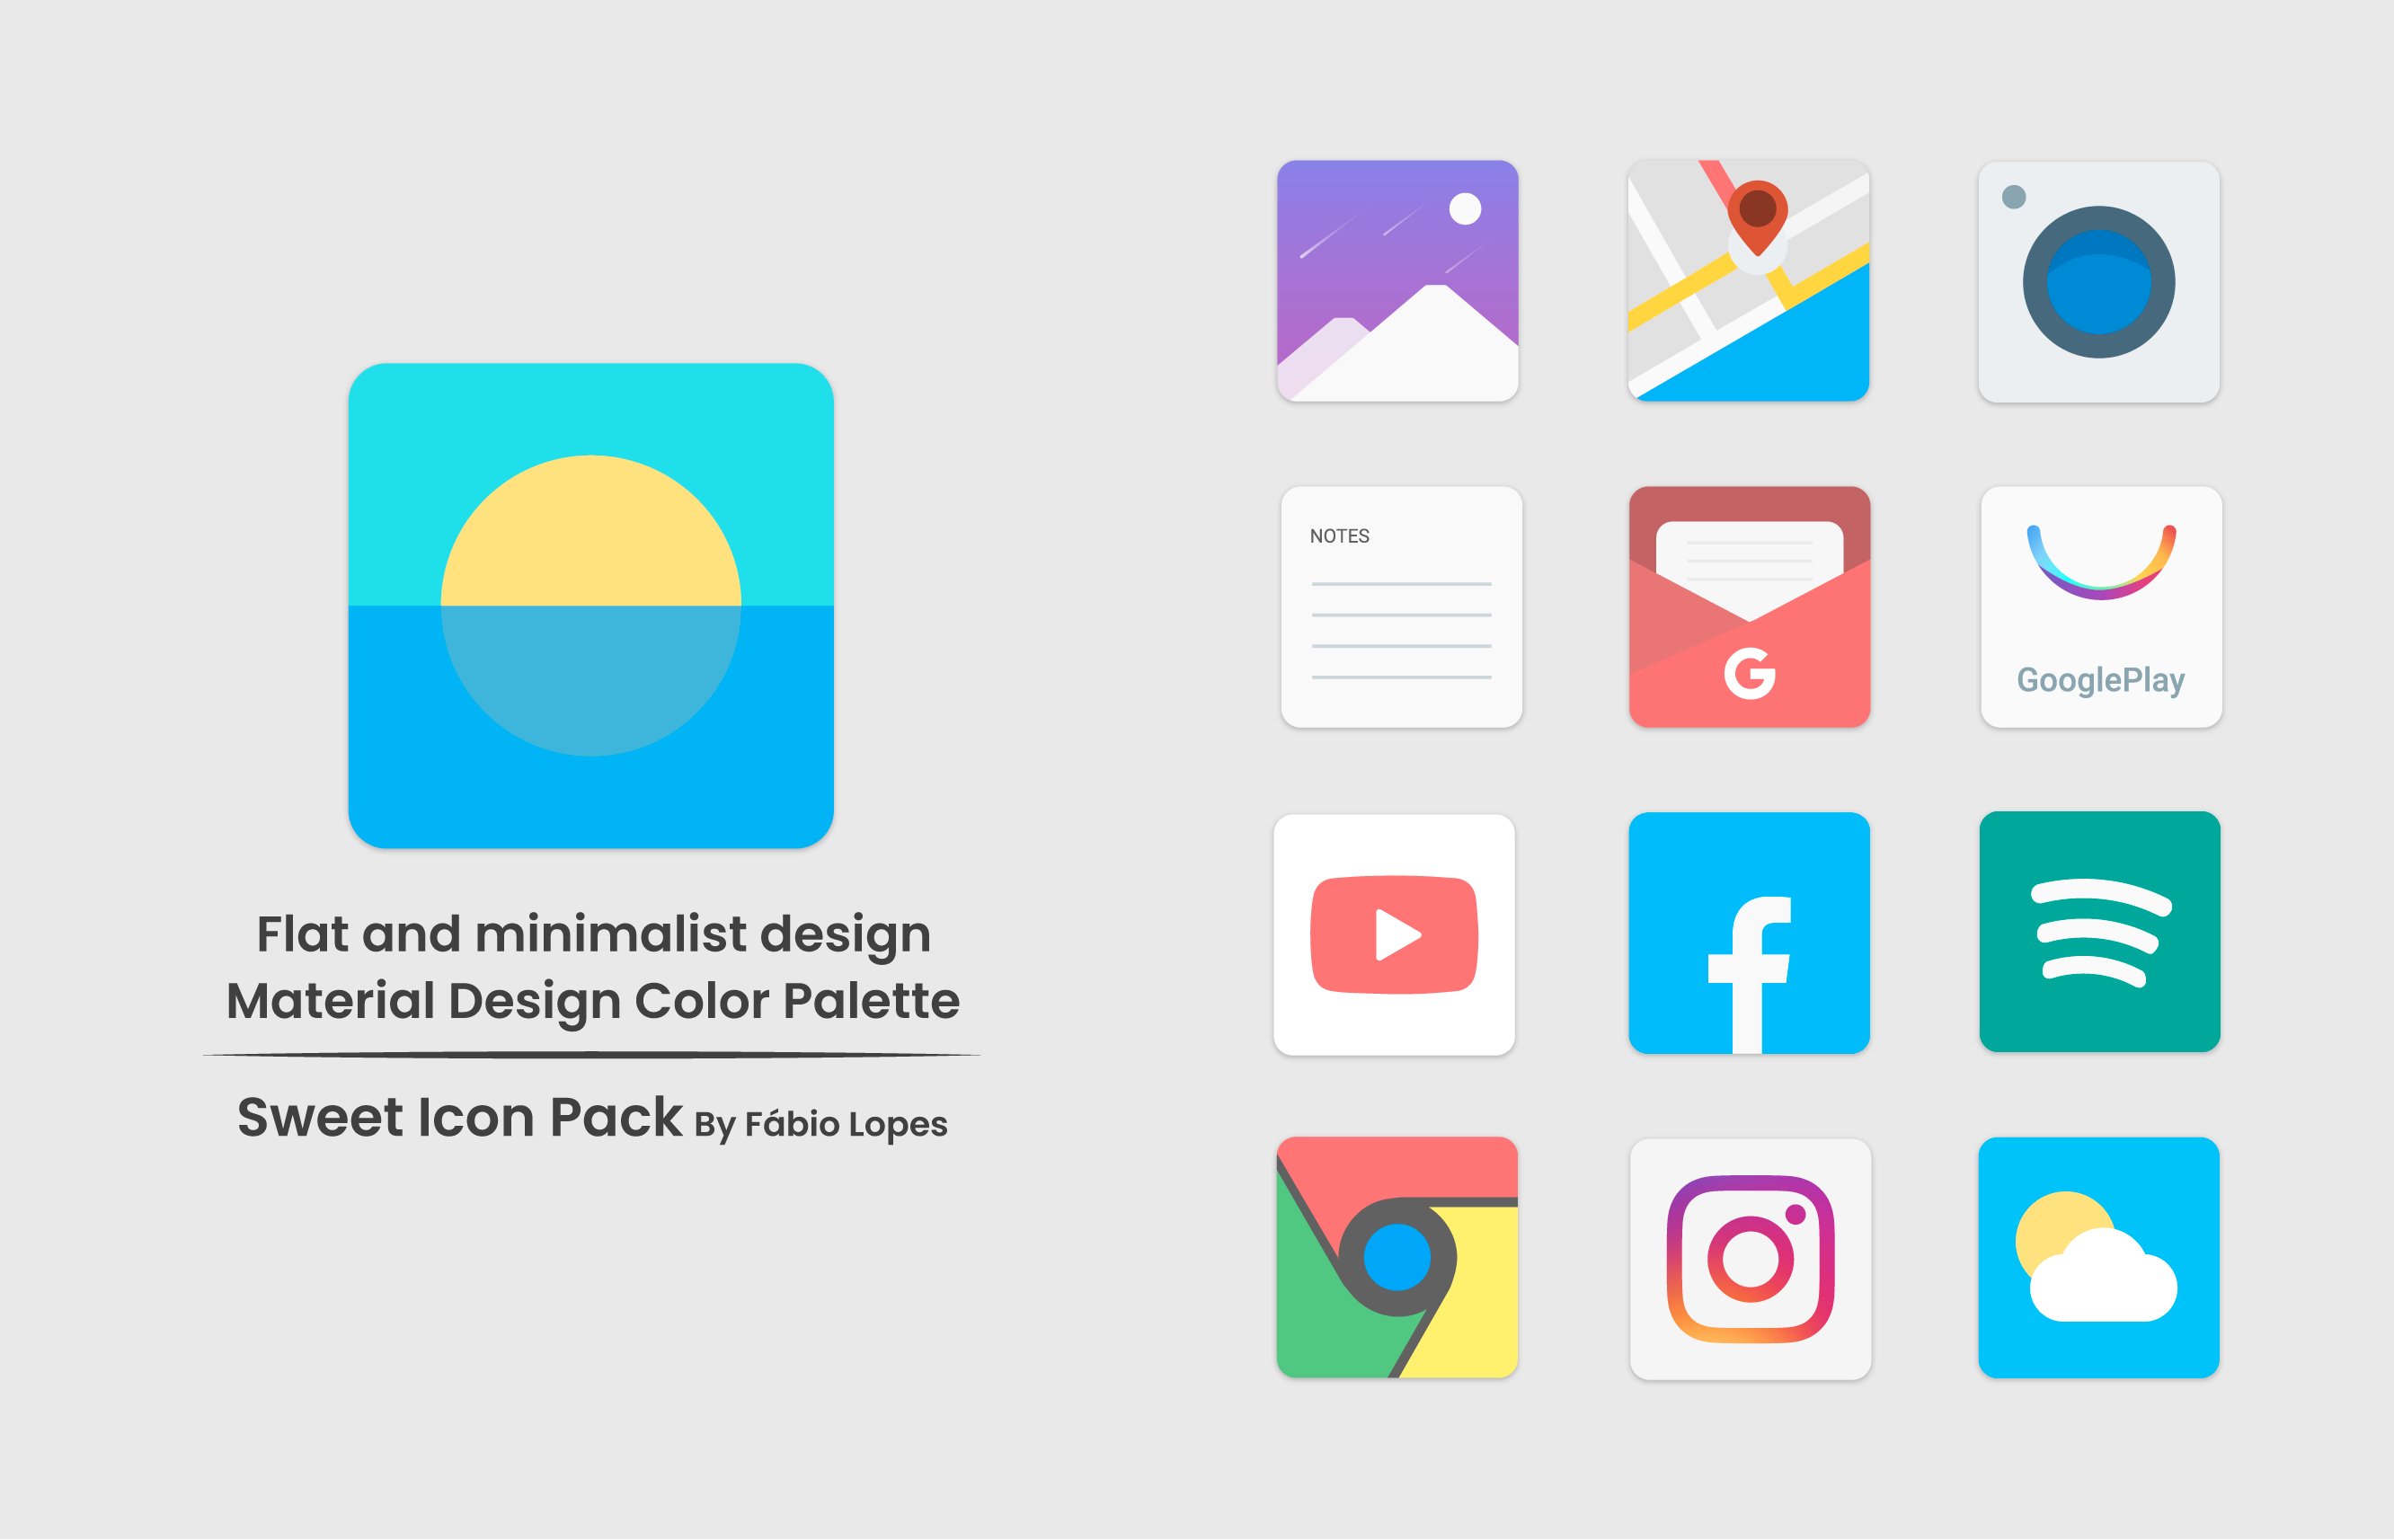 Flat and minimalist design
Material Design Color Palette
Sweet Icon Pack By Fábio Lopes
NOTES
G
GooglePlay
f